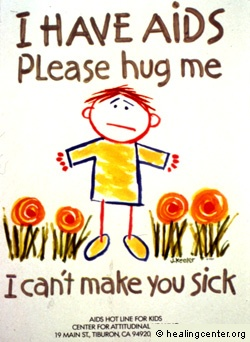 I HAVE AIDS
PLease hug me
J. Keeler
I can't make you sick
AIDS HOT LINE FOR KIDS
CENTER FOR ATTITUDINAL
19 MAIN ST., TIBURON, CA 94920,
© healingcenter.org